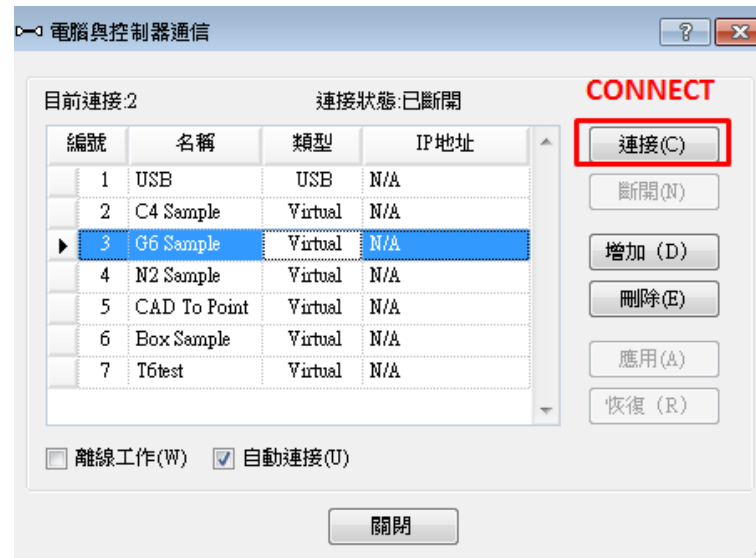 電腦與控制器通信
目前連接:2 連接狀態:已斷開
CONNECT
編號 名稱 類型 IP地址
1 USB USB N/A
2 C4 Sample Virtual N/A
3 G6 Sample Virtual N/A
4 N2 Sample Virtual N/A
5 CAD To Point Virtual N/A
6 Box Sample Virtual N/A
7 T6test Virtual N/A
連接(C)
斷開(N)
增加 (D)
刪除(E)
應用(A)
恢復 (R)
離線工作(W) 自動連接(U)
關閉